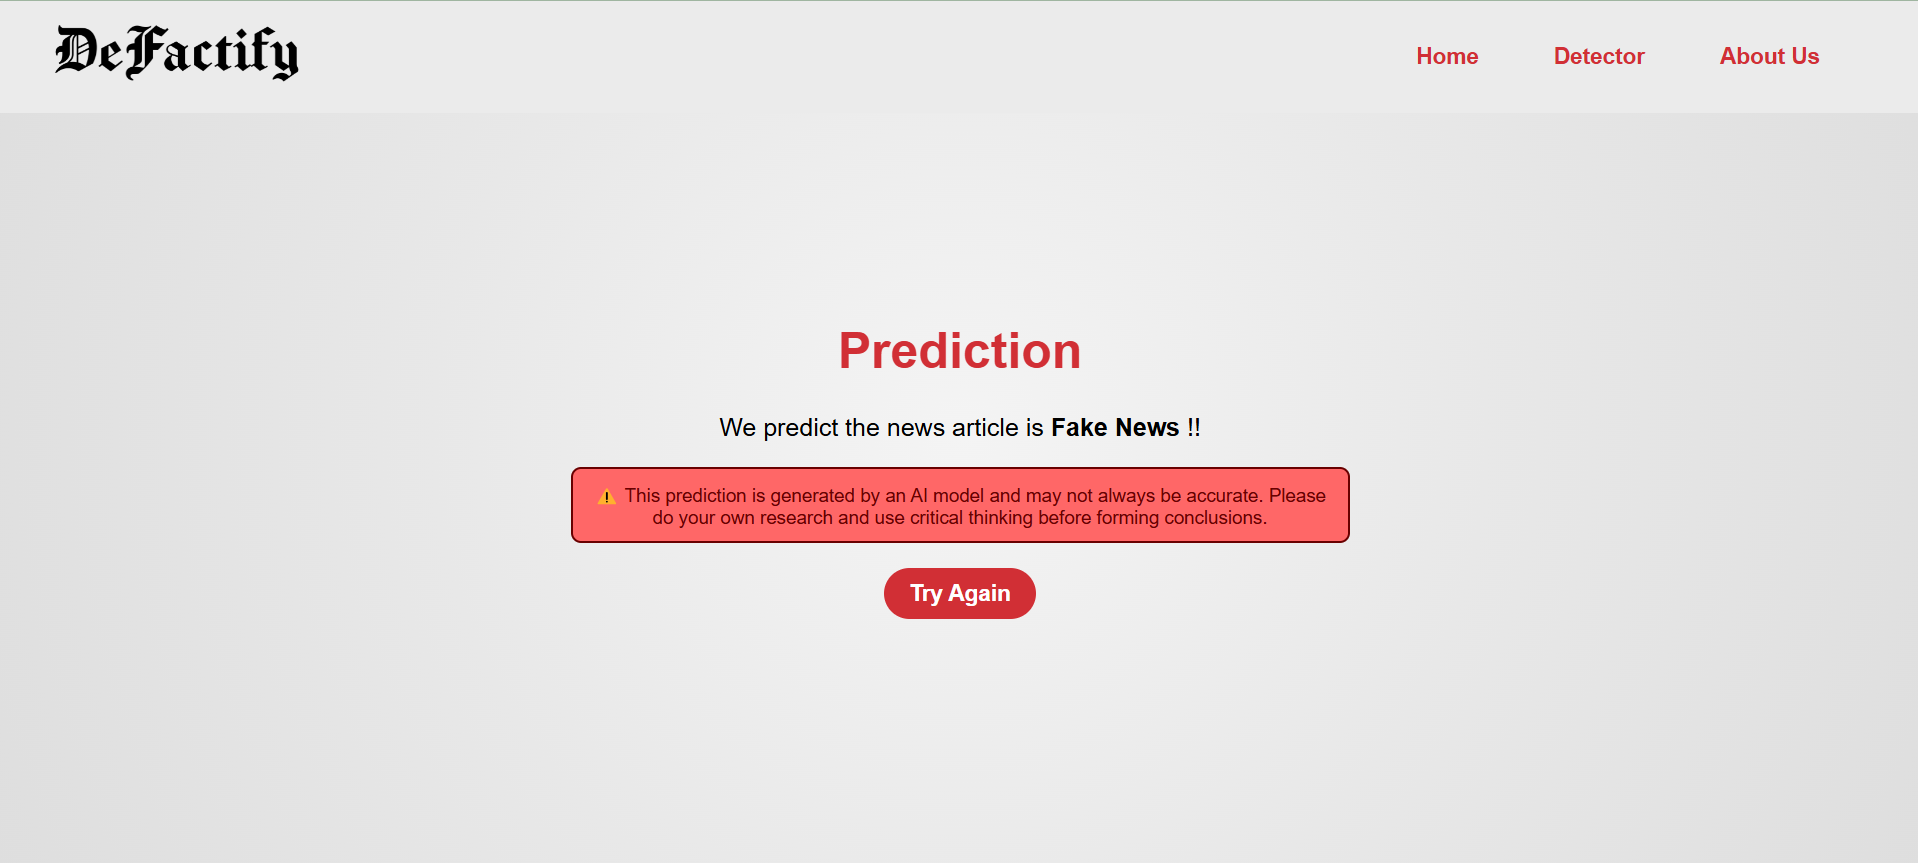 DeFactify
Home
Detector
About Us
Prediction
We predict the news article is Fake News !!
⚠ This prediction is generated by an AI model and may not always be accurate. Please
do your own research and use critical thinking before forming conclusions.
Try Again